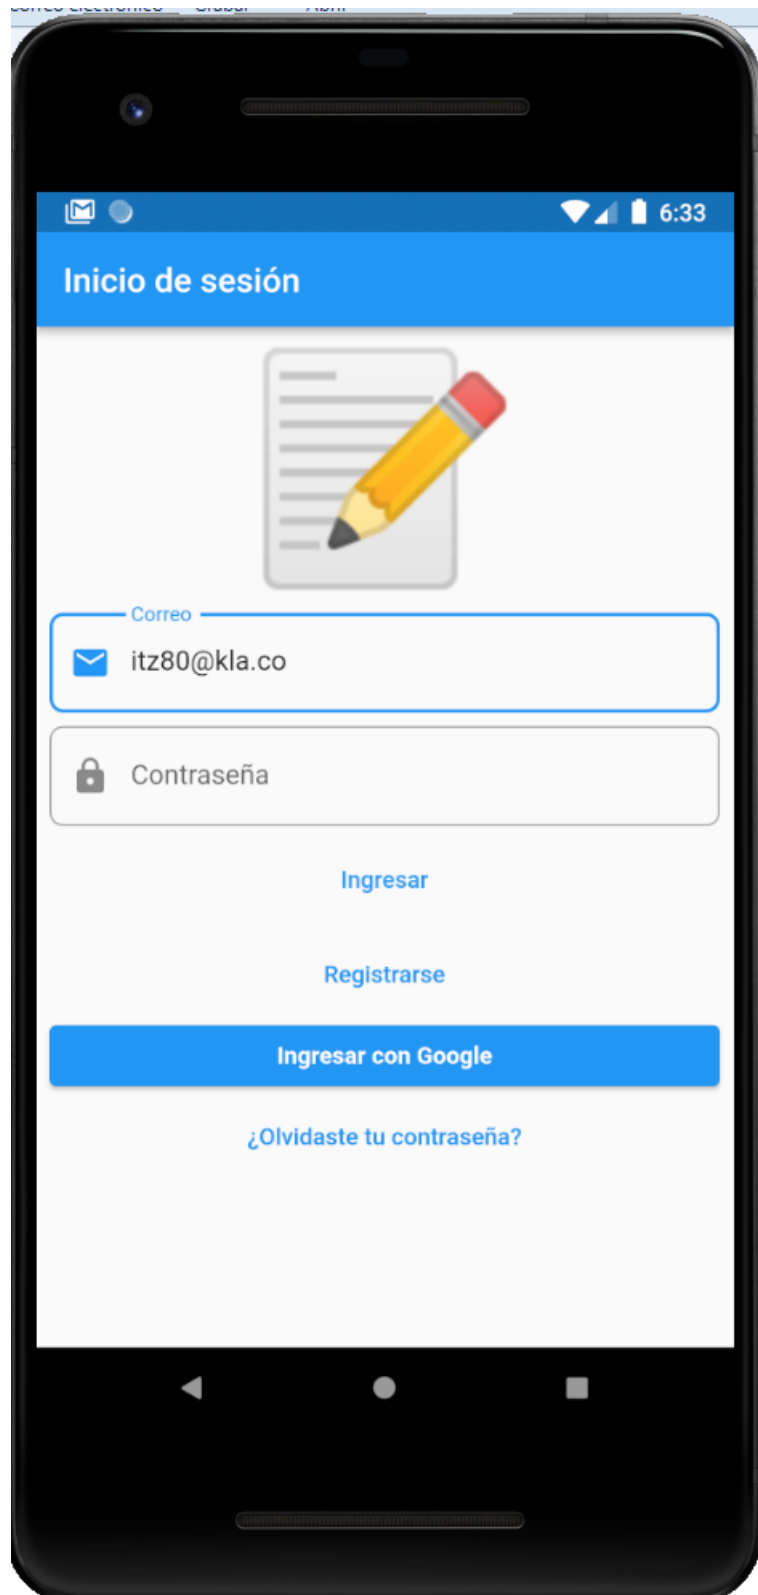 6:33
Inicio de sesión
Correo
itz80@kla.co
Contraseña
Ingresar
Registrarse
Ingresar con Google
¿Olvidaste tu contraseña?